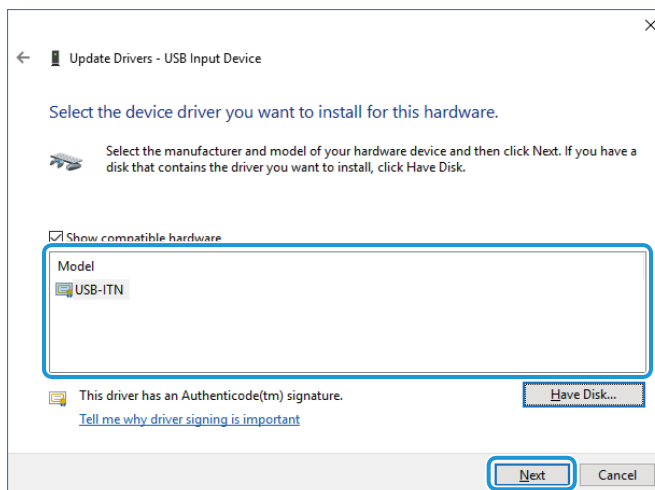 Update Drivers - USB Input Device
Select the device driver you want to install for this hardware.
Select the manufacturer and model of your hardware device and then click Next. If you have a
disk that contains the driver you want to install, click Have Disk.
Show compatible hardware
Model
USB-ITN
This driver has an Authenticode(tm) signature.
Have Disk...
Tell me why driver signing is important
Next
Cancel